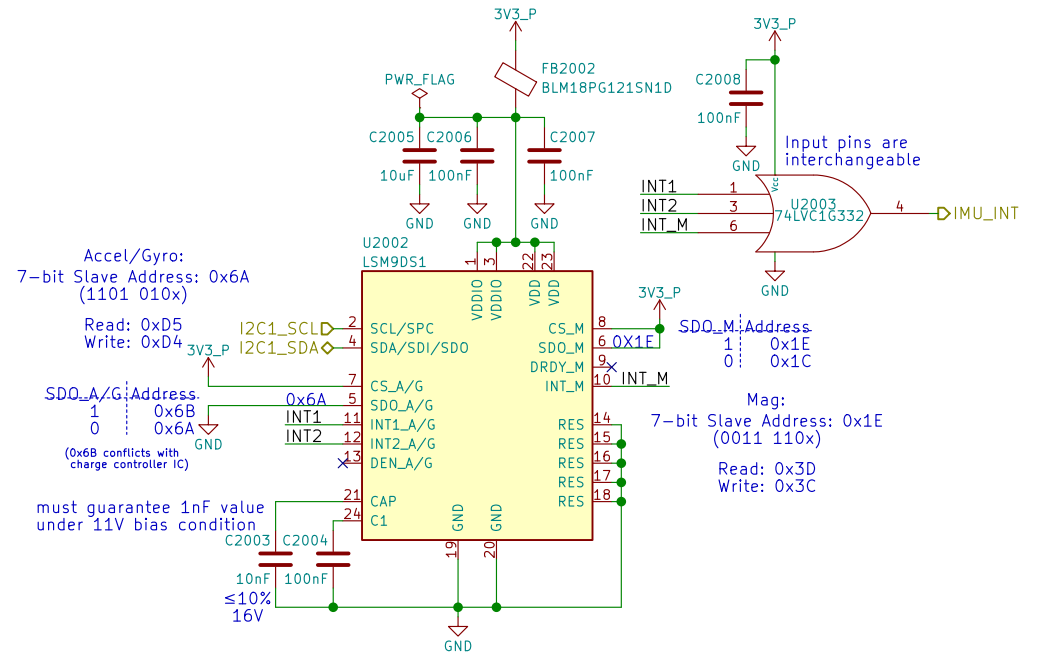 3V3_P
FB2002
BLM18PG121SN1D
PWR_FLAG
C2005
10uF
GND
C2006
100nF
GND
C2007
100nF
GND
3V3_P
C2008
100nF
GND
Input pins are
intercheable
INT1
INT2
INT_M
1
3
6
Vcc
U2003
74LVC1G332
4
IMU_INT
GND
Accel/Gyro:
7-bit Slave Address: 0x6A
(1101 010x)
Read: 0xD5
Write: 0xD4
U2002
LSM9DS1
1
3
22
23
VDDIO
VDDIO
VDD
VDD
I2C1_SCL
2
SCL/SPC
I2C1_SDA
4
SDA/SDI/SDO
3V3_P
7
CS_A/G
0x6A
5
SDO_A/G
GND
INT1
11
INT1_A/G
INT2
12
INT2_A/G
13
DEN_A/G
21
CAP
24
C1
SDO_A/G Address
1 0x6B
0 0x6A
(0x6B conflicts with
charge controller IC)
must guarantee 1nF value
under 11V bias condition
C2003
10nF
≤10%
16V
C2004
100nF
CS_M
8
3V3_P
SDO_M
6
0X1E
DRDY_M
9
INT_M
10
INT_M
RES
14
RES
15
RES
16
RES
17
RES
18
GND
GND
19
20
GND
SDO_M Address
1 0x1E
0 0x1C
Mag:
7-bit Slave Address: 0x1E
(0011 110x)
Read: 0x3D
Write: 0x3C